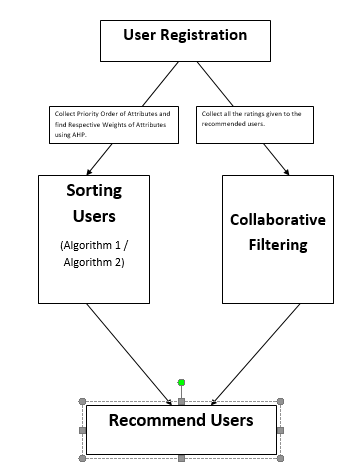 User Registration
Collect Priority Order of Attributes and
find Respective Weights of Attributes
using AHP.
Collect all the ratings given to the
recommended users.
Sorting
Users
(Algorithm 1 /
Algorithm 2)
Collaborative
Filtering
Recommend Users